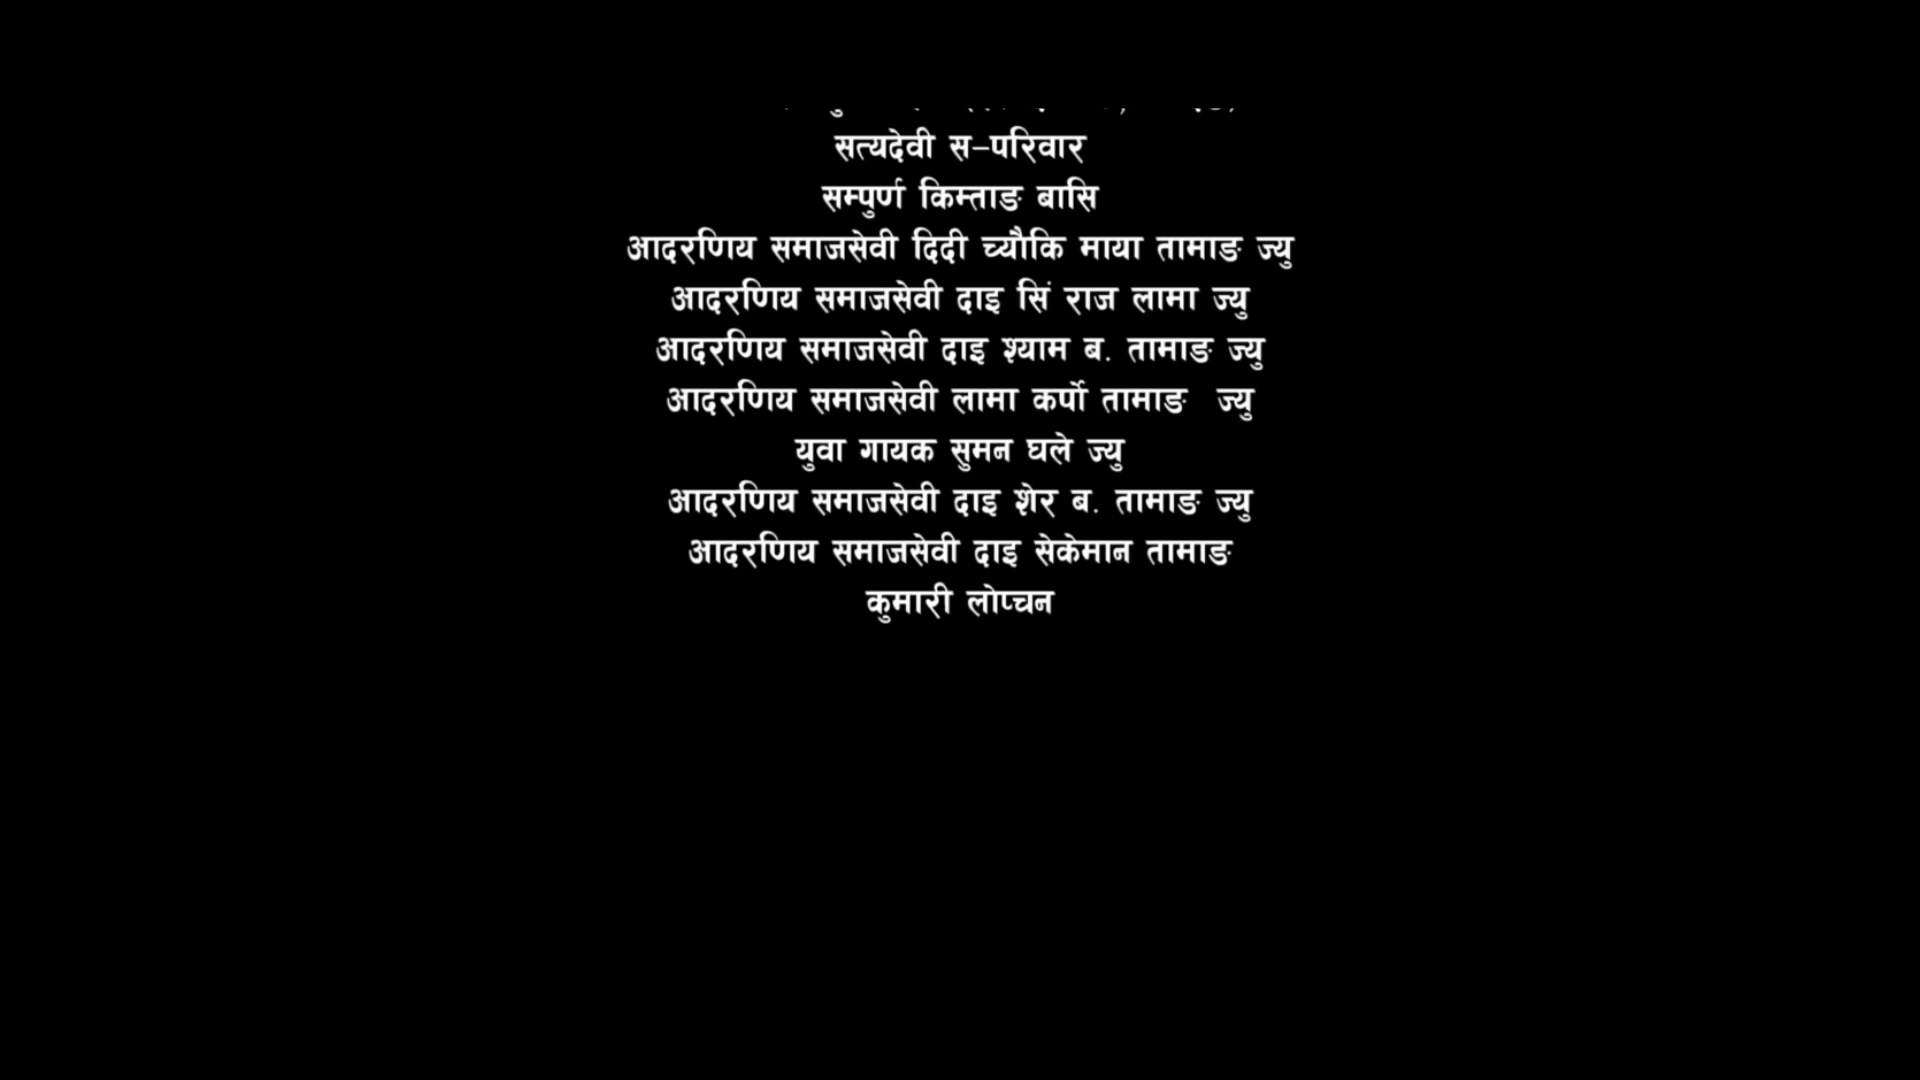 सत्यदेवी स-परिवार
सम्पुर्ण किम्ताङ बासि
आदरणिय समाजसेवी दिदी च्यौकि माया तामाङ ज्यु
आदरणिय समाजसेवी दाइ सिं राज लामा ज्यु
आदरणिय समाजसेवी दाइ श्याम ब. तामाङ ज्यु
आदरणिय समाजसेवी लामा कर्पो तामाङ ज्यु
युवा गायक सुमन घले ज्यु
आदरणिय समाजसेवी दाइ शेर ब. तामाङ ज्यु
आदरणिय समाजसेवी दाइ सेकेमान तामाङ
कुमारी लोप्चन